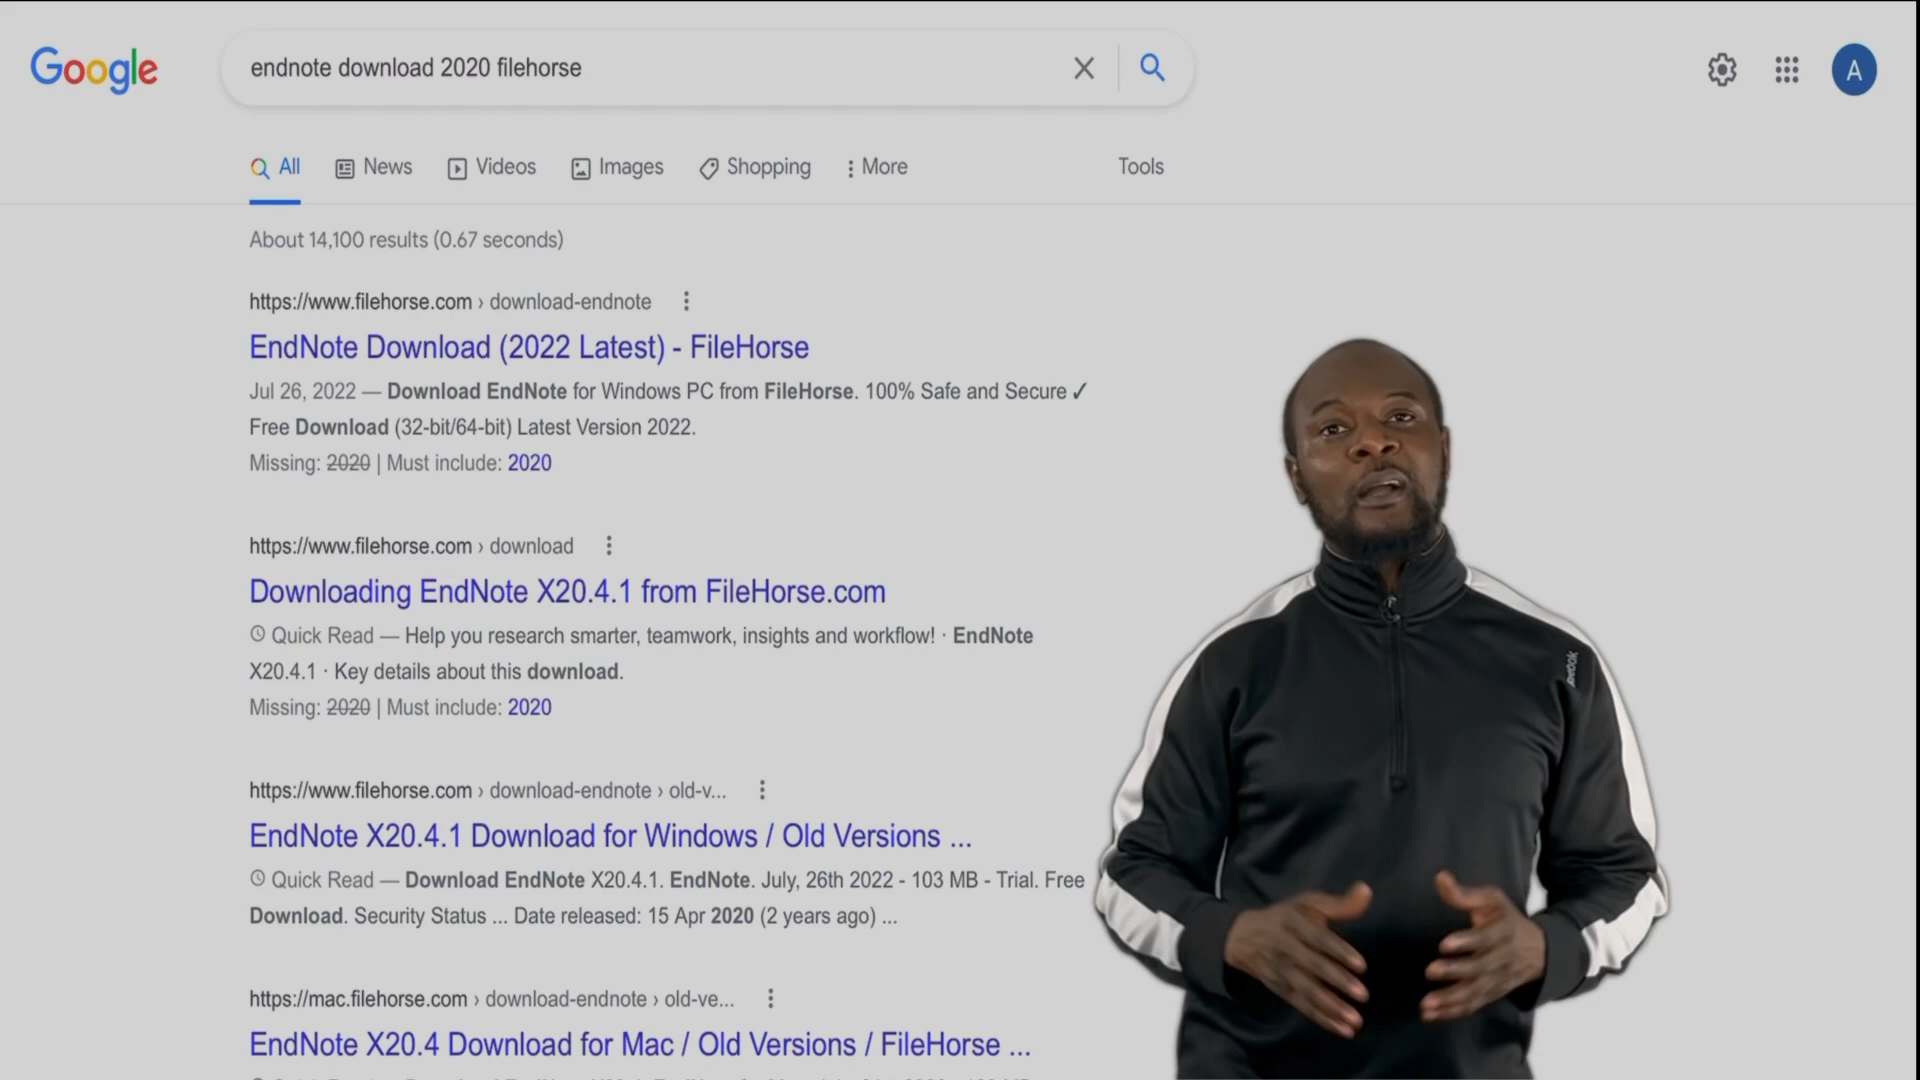 Google
endnote download 2020 filehorse
A
All
News
Videos
Images
Shopping
More
Tools
About 14,100 results (0.67 seconds)
https://www.filehorse.com › download-endnote
EndNote Download (2022 Latest) - FileHorse
Jul 26, 2022 — Download EndNote for Windows PC from FileHorse. 100% Safe and Secure ✓
Free Download (32-bit/64-bit) Latest Version 2022.
Missing: 2020 | Must include: 2020
https://www.filehorse.com › download
Downloading EndNote X20.4.1 from FileHorse.com
Quick Read — Help you research smarter, teamwork, insights and workflow! · EndNote
X20.4.1 · Key details about this download.
Missing: 2020 | Must include: 2020
https://www.filehorse.com › download-endnote › old-v...
EndNote X20.4.1 Download for Windows / Old Versions ...
Quick Read — Download EndNote X20.4.1. EndNote. July, 26th 2022 - 103 MB - Trial. Free
Download. Security Status ... Date released: 15 Apr 2020 (2 years ago) ...
https://mac.filehorse.com › download-endnote › old-ve...
EndNote X20.4 Download for Mac / Old Versions / FileHorse ...
Reebok